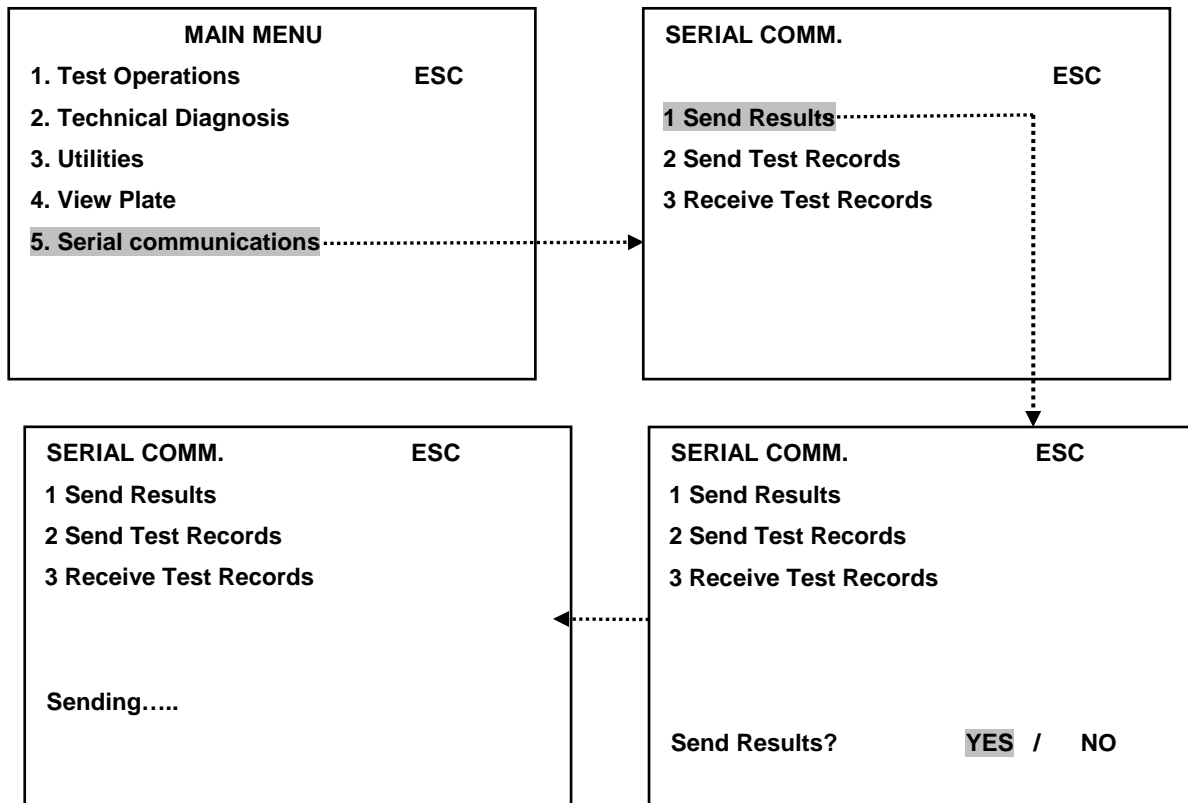 MAIN MENU
1. Test Operations ESC
2. Technical Diagnosis
3. Utilities
4. View Plate
5. Serial communications
SERIAL COMM.
ESC
1 Send Results
2 Send Test Records
3 Receive Test Records
SERIAL COMM. ESC
1 Send Results
2 Send Test Records
3 Receive Test Records
Sending…..
SERIAL COMM. ESC
1 Send Results
2 Send Test Records
3 Receive Test Records
Send Results? YES / NO